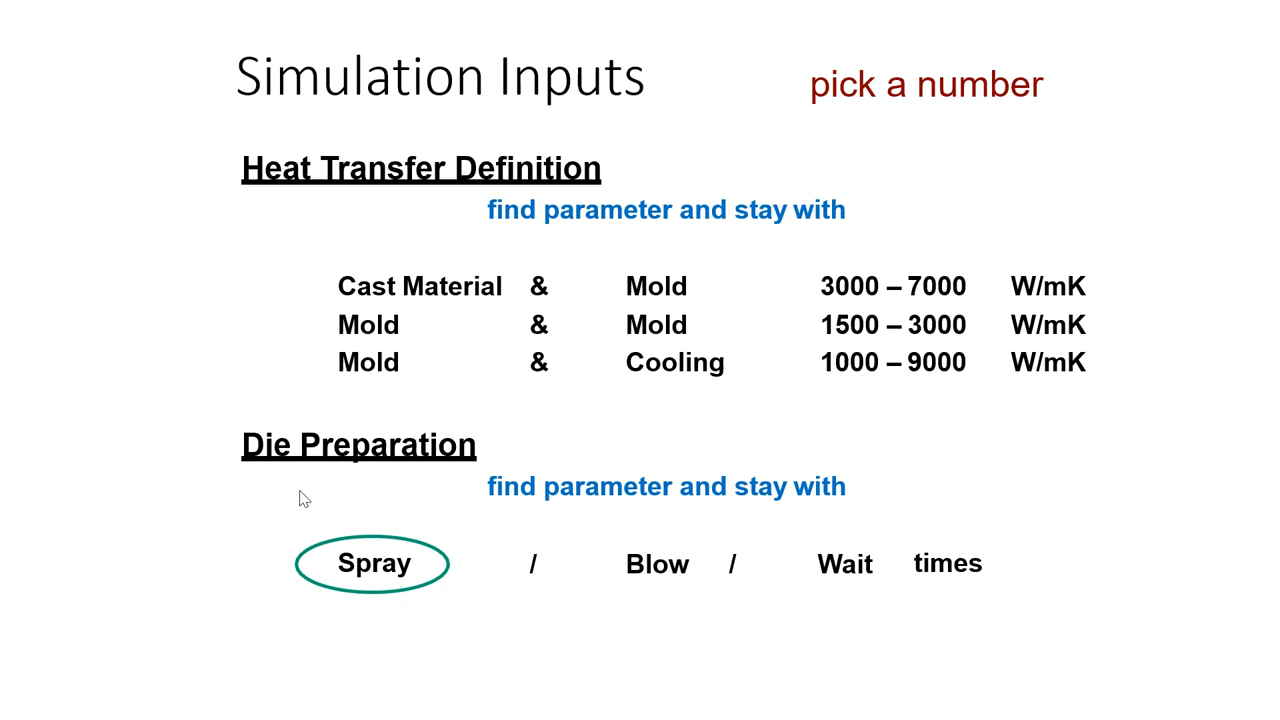 Simulation Inputs pick a number
Heat Transfer Definition
find parameter and stay with
Cast Material & Mold 3000 – 7000 W/mK
Mold & Mold 1500 – 3000 W/mK
Mold & Cooling 1000 – 9000 W/mK
Die Preparation
find parameter and stay with
Spray / Blow / Wait times